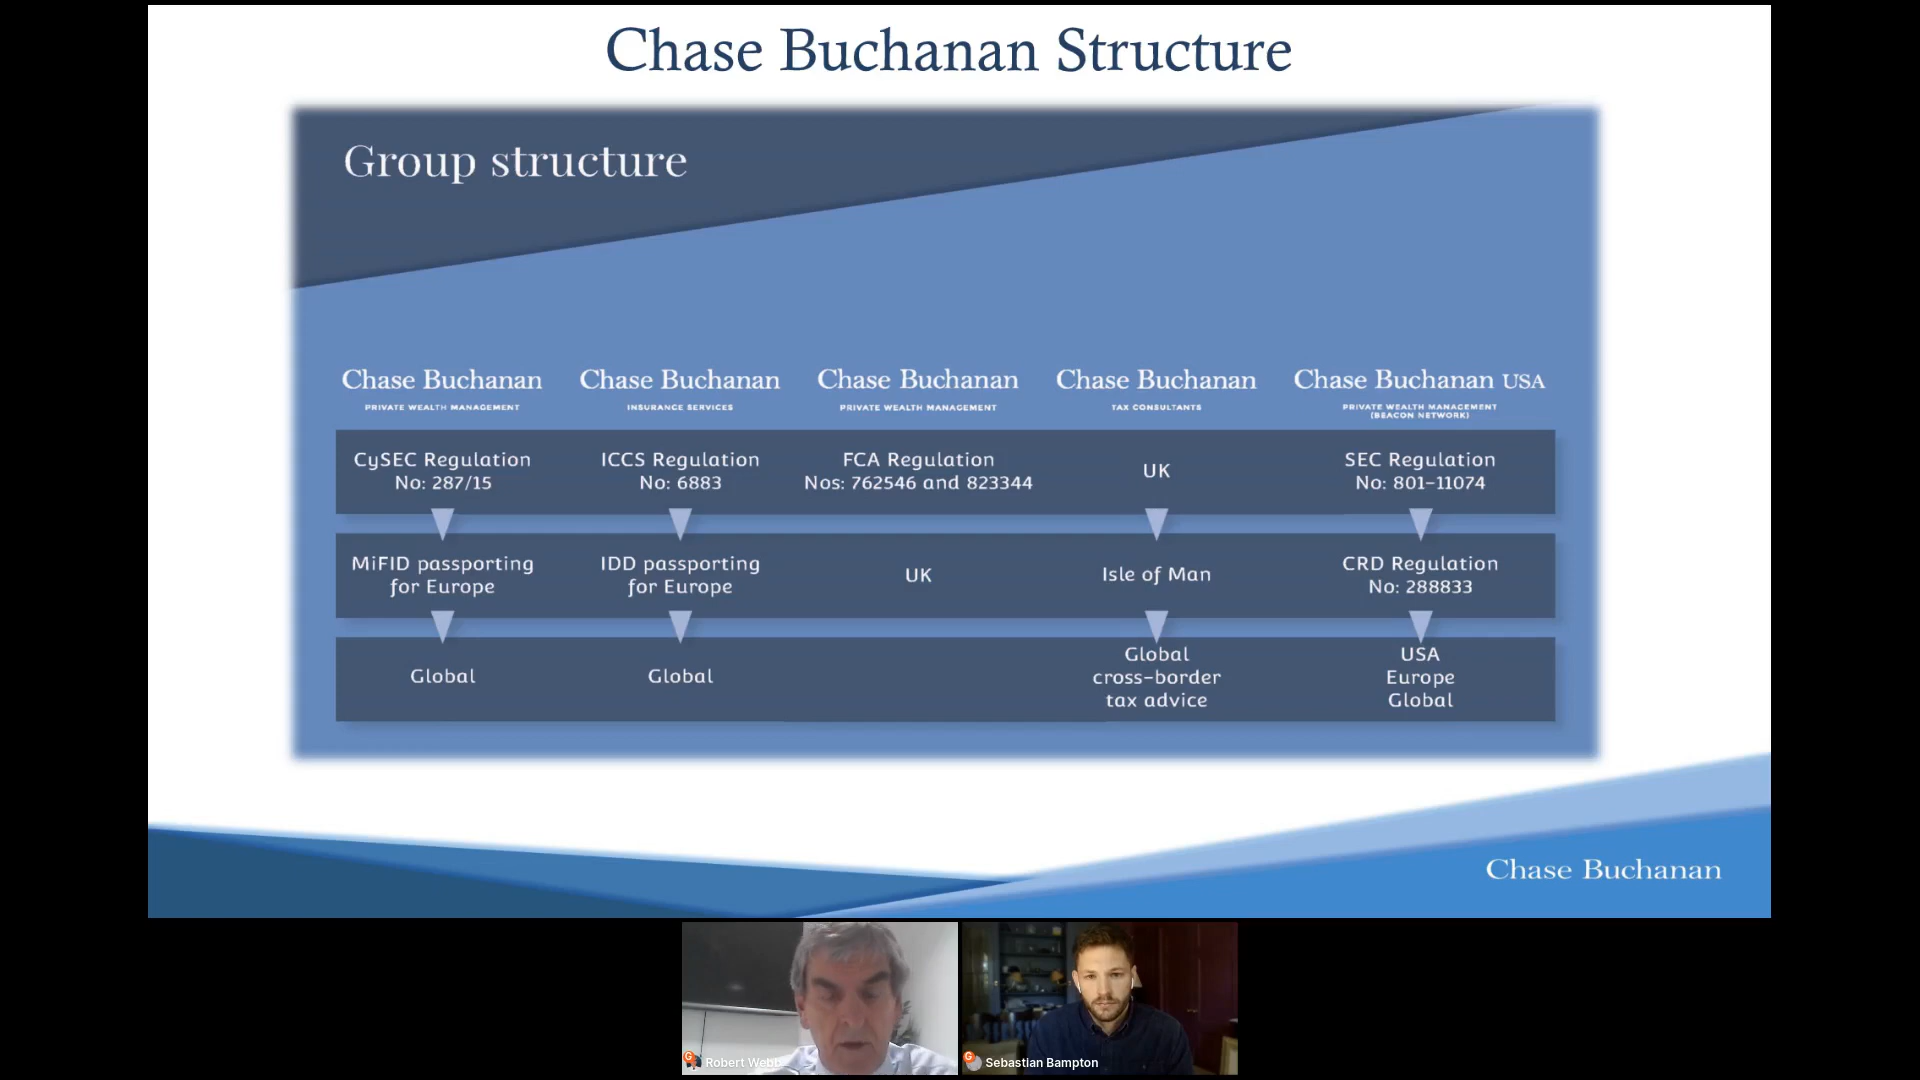 Chase Buchanan Structure
Group structure
Chase Buchanan
PRIVATE WEALTH MANAGEMENT
Chase Buchanan
INSURANCE SERVICES
Chase Buchanan
PRIVATE WEALTH MANAGEMENT
Chase Buchanan
TAX CONSULTANTS
Chase Buchanan USA
PRIVATE WEALTH MANAGEMENT
(BEACON NETWORK)
CySEC Regulation
No: 287/15
ICCS Regulation
No: 6883
FCA Regulation
Nos: 762546 and 823344
UK
SEC Regulation
No: 801-11074
MiFID passporting
for Europe
IDD passporting
for Europe
UK
Isle of Man
CRD Regulation
No: 288833
Global
Global
Global
cross-border
tax advice
USA
Europe
Global
Chase Buchanan
G
Robert Webb
G
Sebastian Bampton